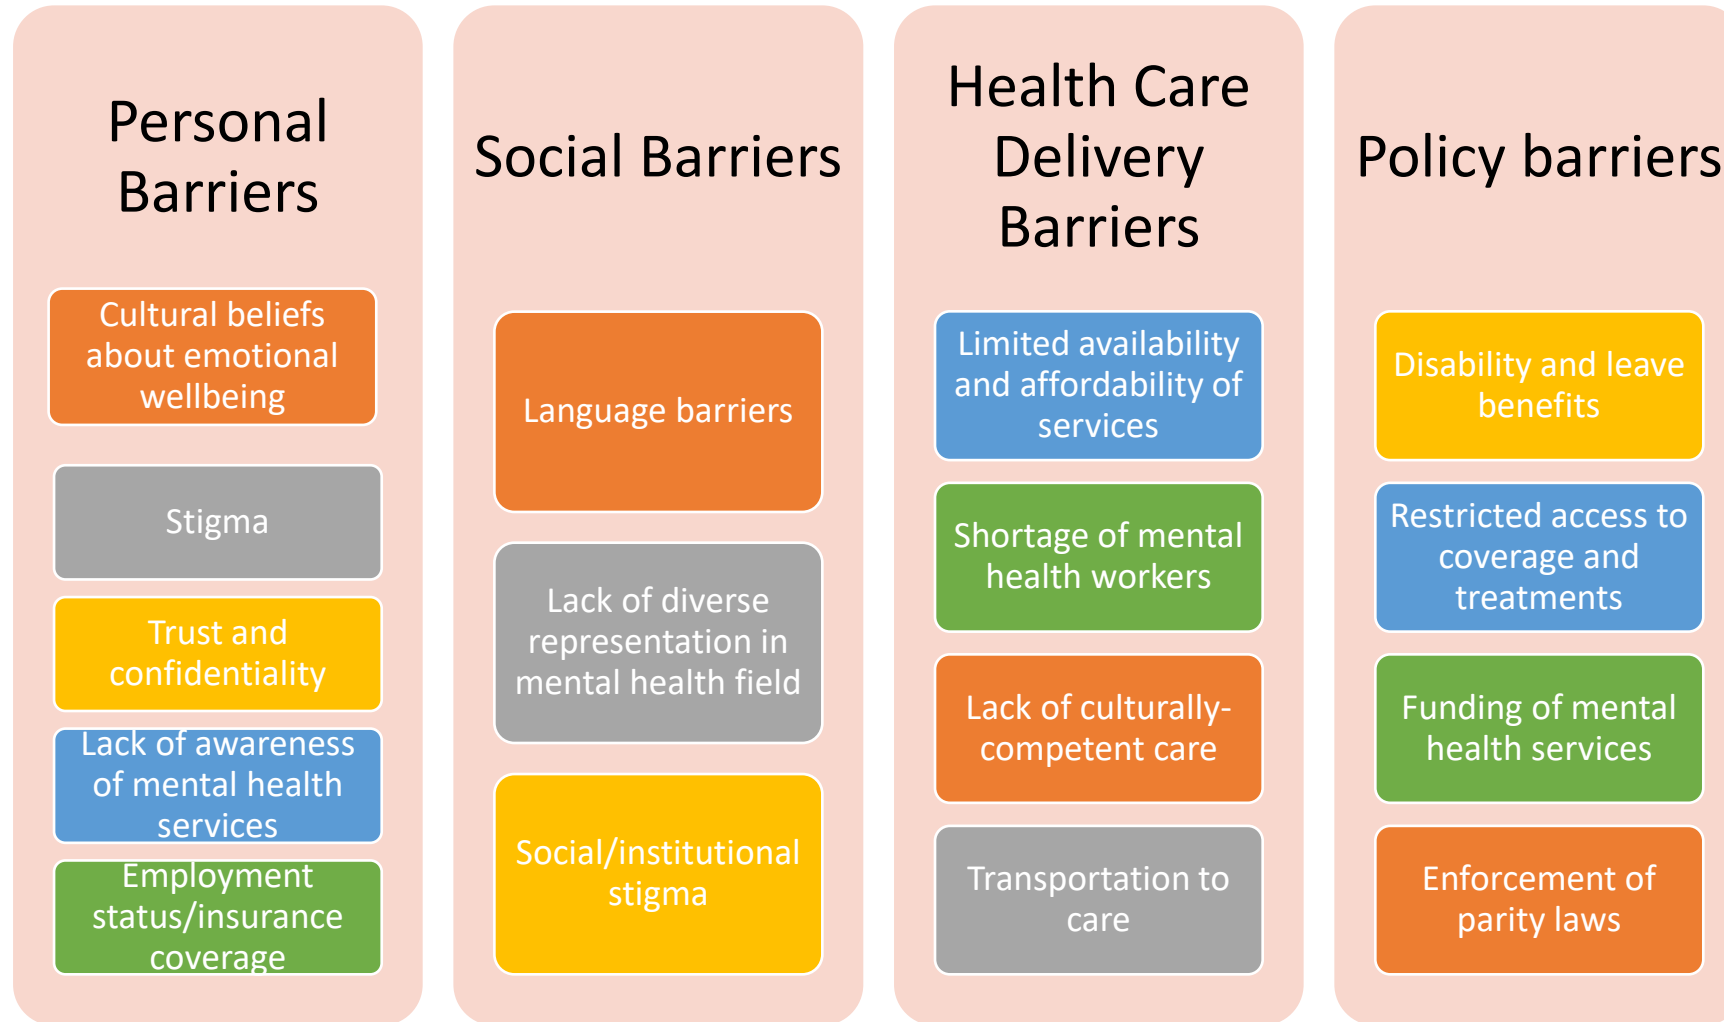 Personal
Barriers
Cultural beliefs
about emotional
wellbeing
Stigma
Trust and
confidentiality
Lack of awareness
of mental health
services
Employment
status/insurance
coverage
Social Barriers
Language barriers
Lack of diverse
representation in
mental health field
Social/institutional
stigma
Health Care
Delivery
Barriers
Limited availability
and affordability of
services
Shortage of mental
health workers
Lack of culturally-
competent care
Transportation to
care
Policy barriers
Disability and leave
benefits
Restricted access to
coverage and
treatments
Funding of mental
health services
Enforcement of
parity laws